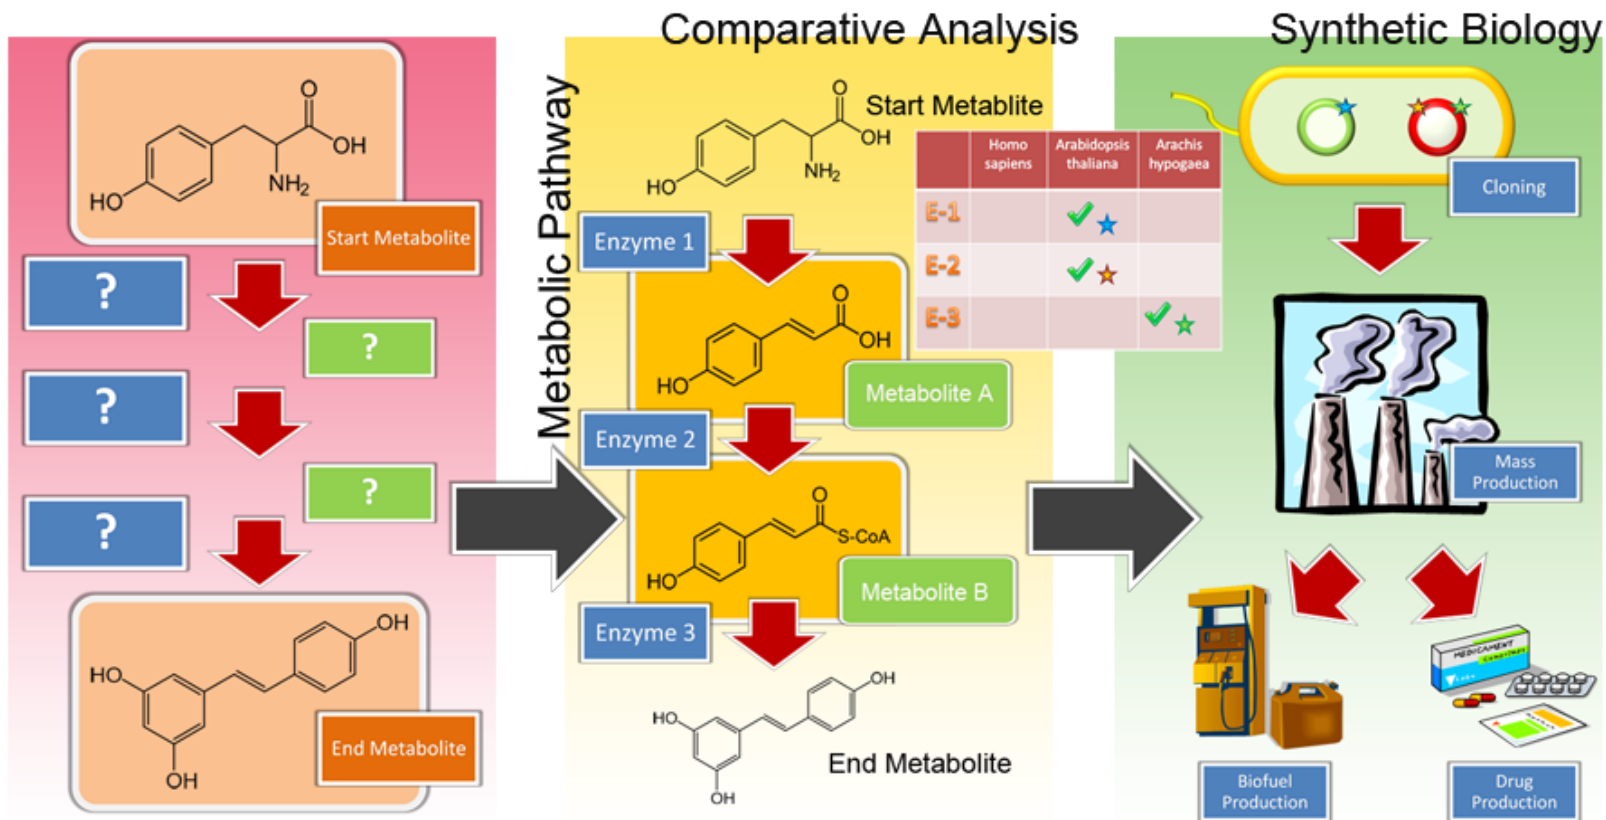 Comparative Analysis
Synthetic Biology
O
OH
NH2
HO
Start Metabolite
?
?
?
?
?
OH
HO
OH
End Metabolite
Metabolic Pathway
O
OH
NH2
HO
Start Metablite
Enzyme 1
O
OH
HO
Metabolite A
Enzyme 2
O
S-CoA
HO
Metabolite B
Enzyme 3
OH
HO
OH
End Metabolite
Homo sapiens Arabidopsis thaliana Arachis hypogaea
E-1
E-2
E-3
Cloning
Mass
Production
MEDICAMENT
Biofuel
Production
Drug
Production